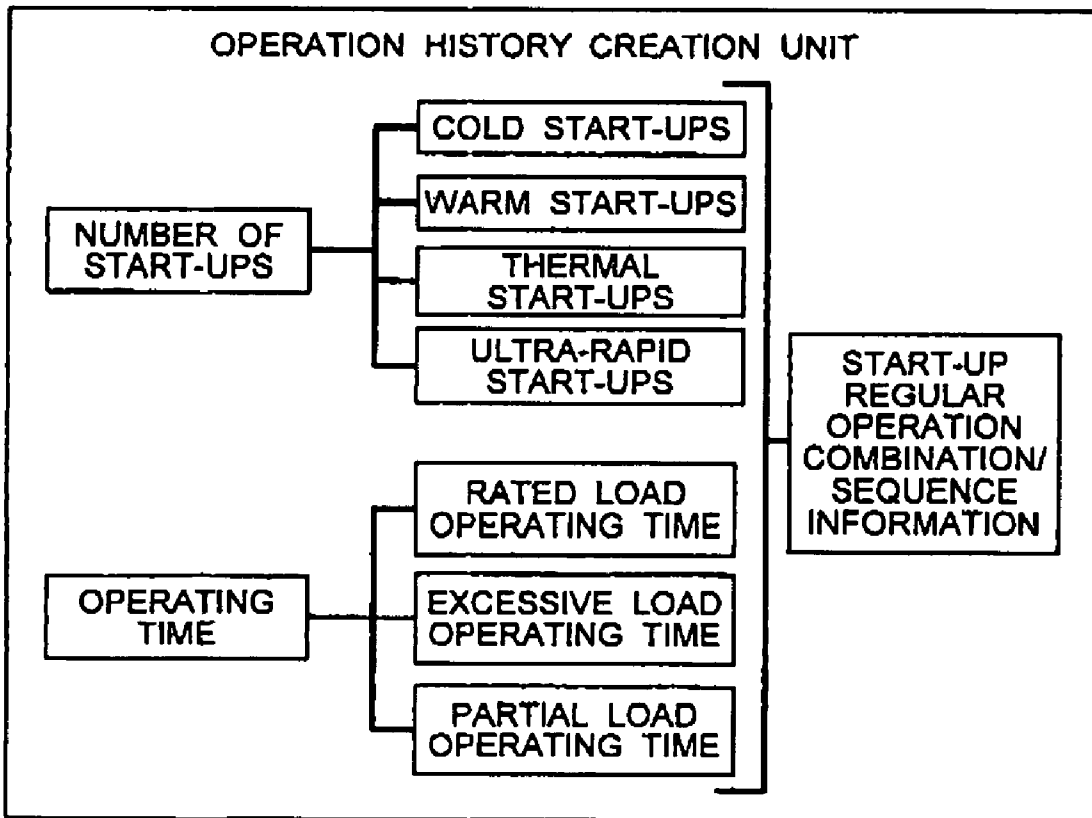 OPERATION HISTORY CREATION UNIT
NUMBER OF
START-UPS
COLD START-UPS
WARM START-UPS
THERMAL
START-UPS
ULTRA-RAPID
START-UPS
OPERATING
TIME
RATED LOAD
OPERATING TIME
EXCESSIVE LOAD
OPERATING TIME
PARTIAL LOAD
OPERATING TIME
START-UP
REGULAR
OPERATION
COMBINATION/
SEQUENCE
INFORMATION